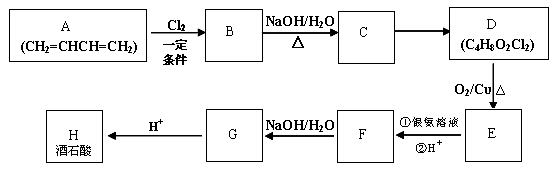 A
(CH₂=CHCH=CH₂)
Cl₂
一定
条件
B
NaOH/H₂O
△
C
D
(C₄H₈O₂Cl₂)
O₂/Cu △
H
酒石酸
H⁺
G
NaOH/H₂O
F
①银氨溶液
②H⁺
E